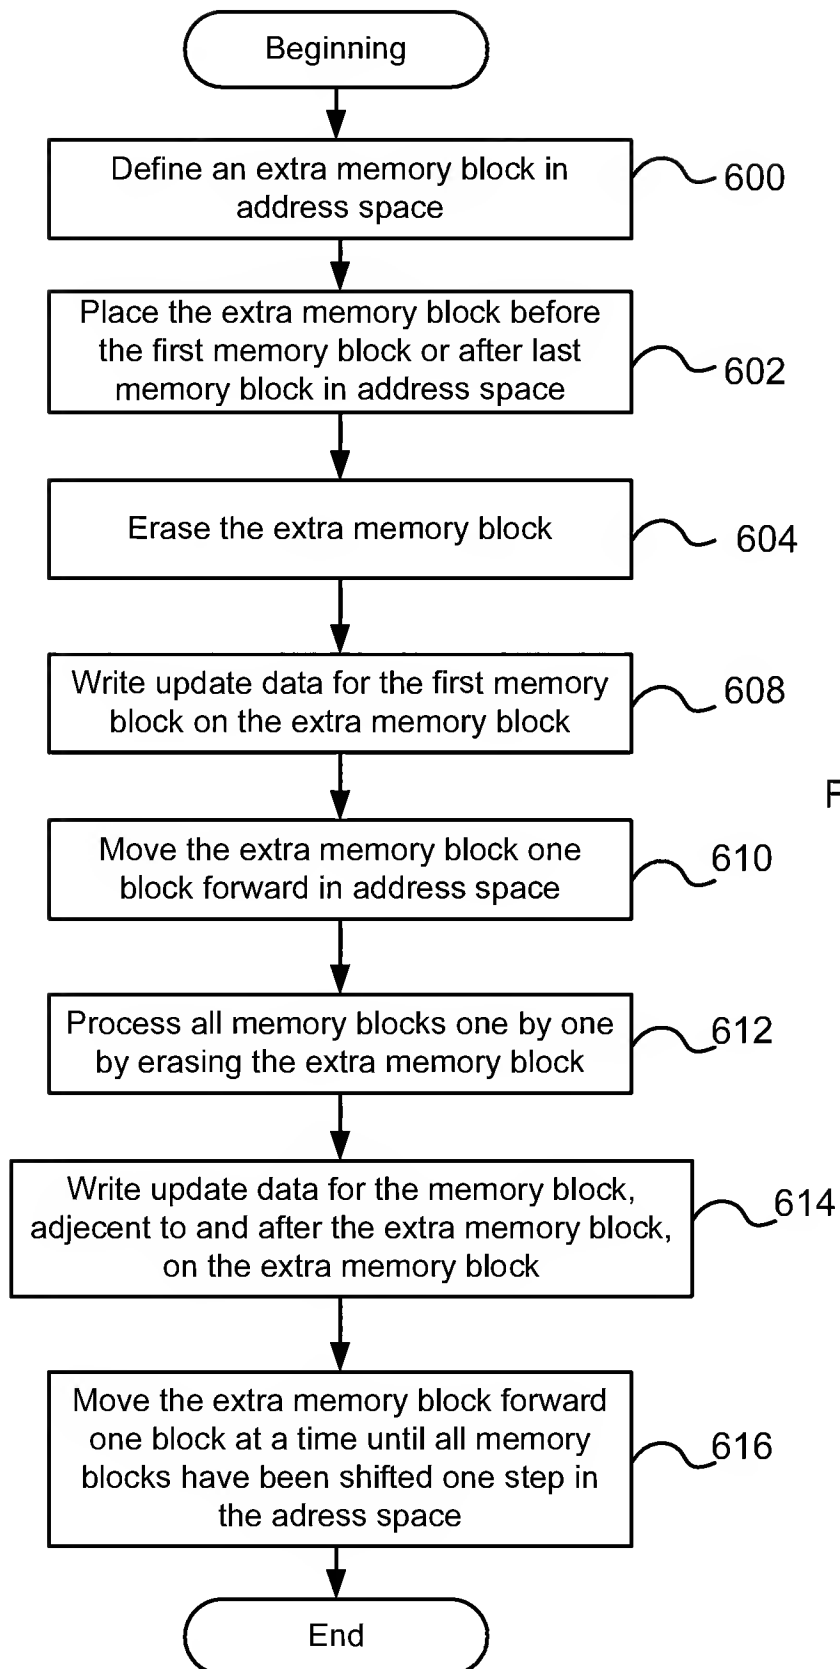 Beginning
Define an extra memory block in
address space
600
Place the extra memory block before
the first memory block or after last
memory block in address space
602
Erase the extra memory block
604
Write update data for the first memory
block on the extra memory block
608
F
Move the extra memory block one
block forward in address space
610
Process all memory blocks one by one
by erasing the extra memory block
612
Write update data for the memory block,
adjecent to and after the extra memory block,
on the extra memory block
614
Move the extra memory block forward
one block at a time until all memory
blocks have been shifted one step in
the adress space
616
End